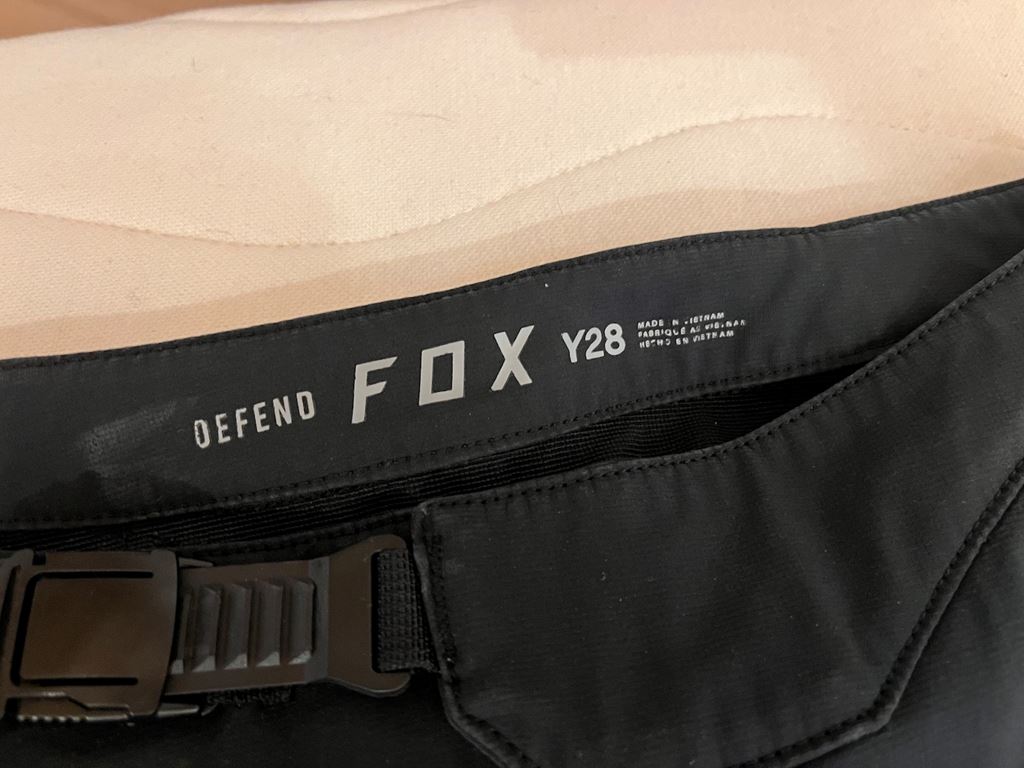 DEFEND FOX Y28
MADE IN VIETNAM
FABRIQUÉ AU VIETNAM
HECHO EN VIETNAM